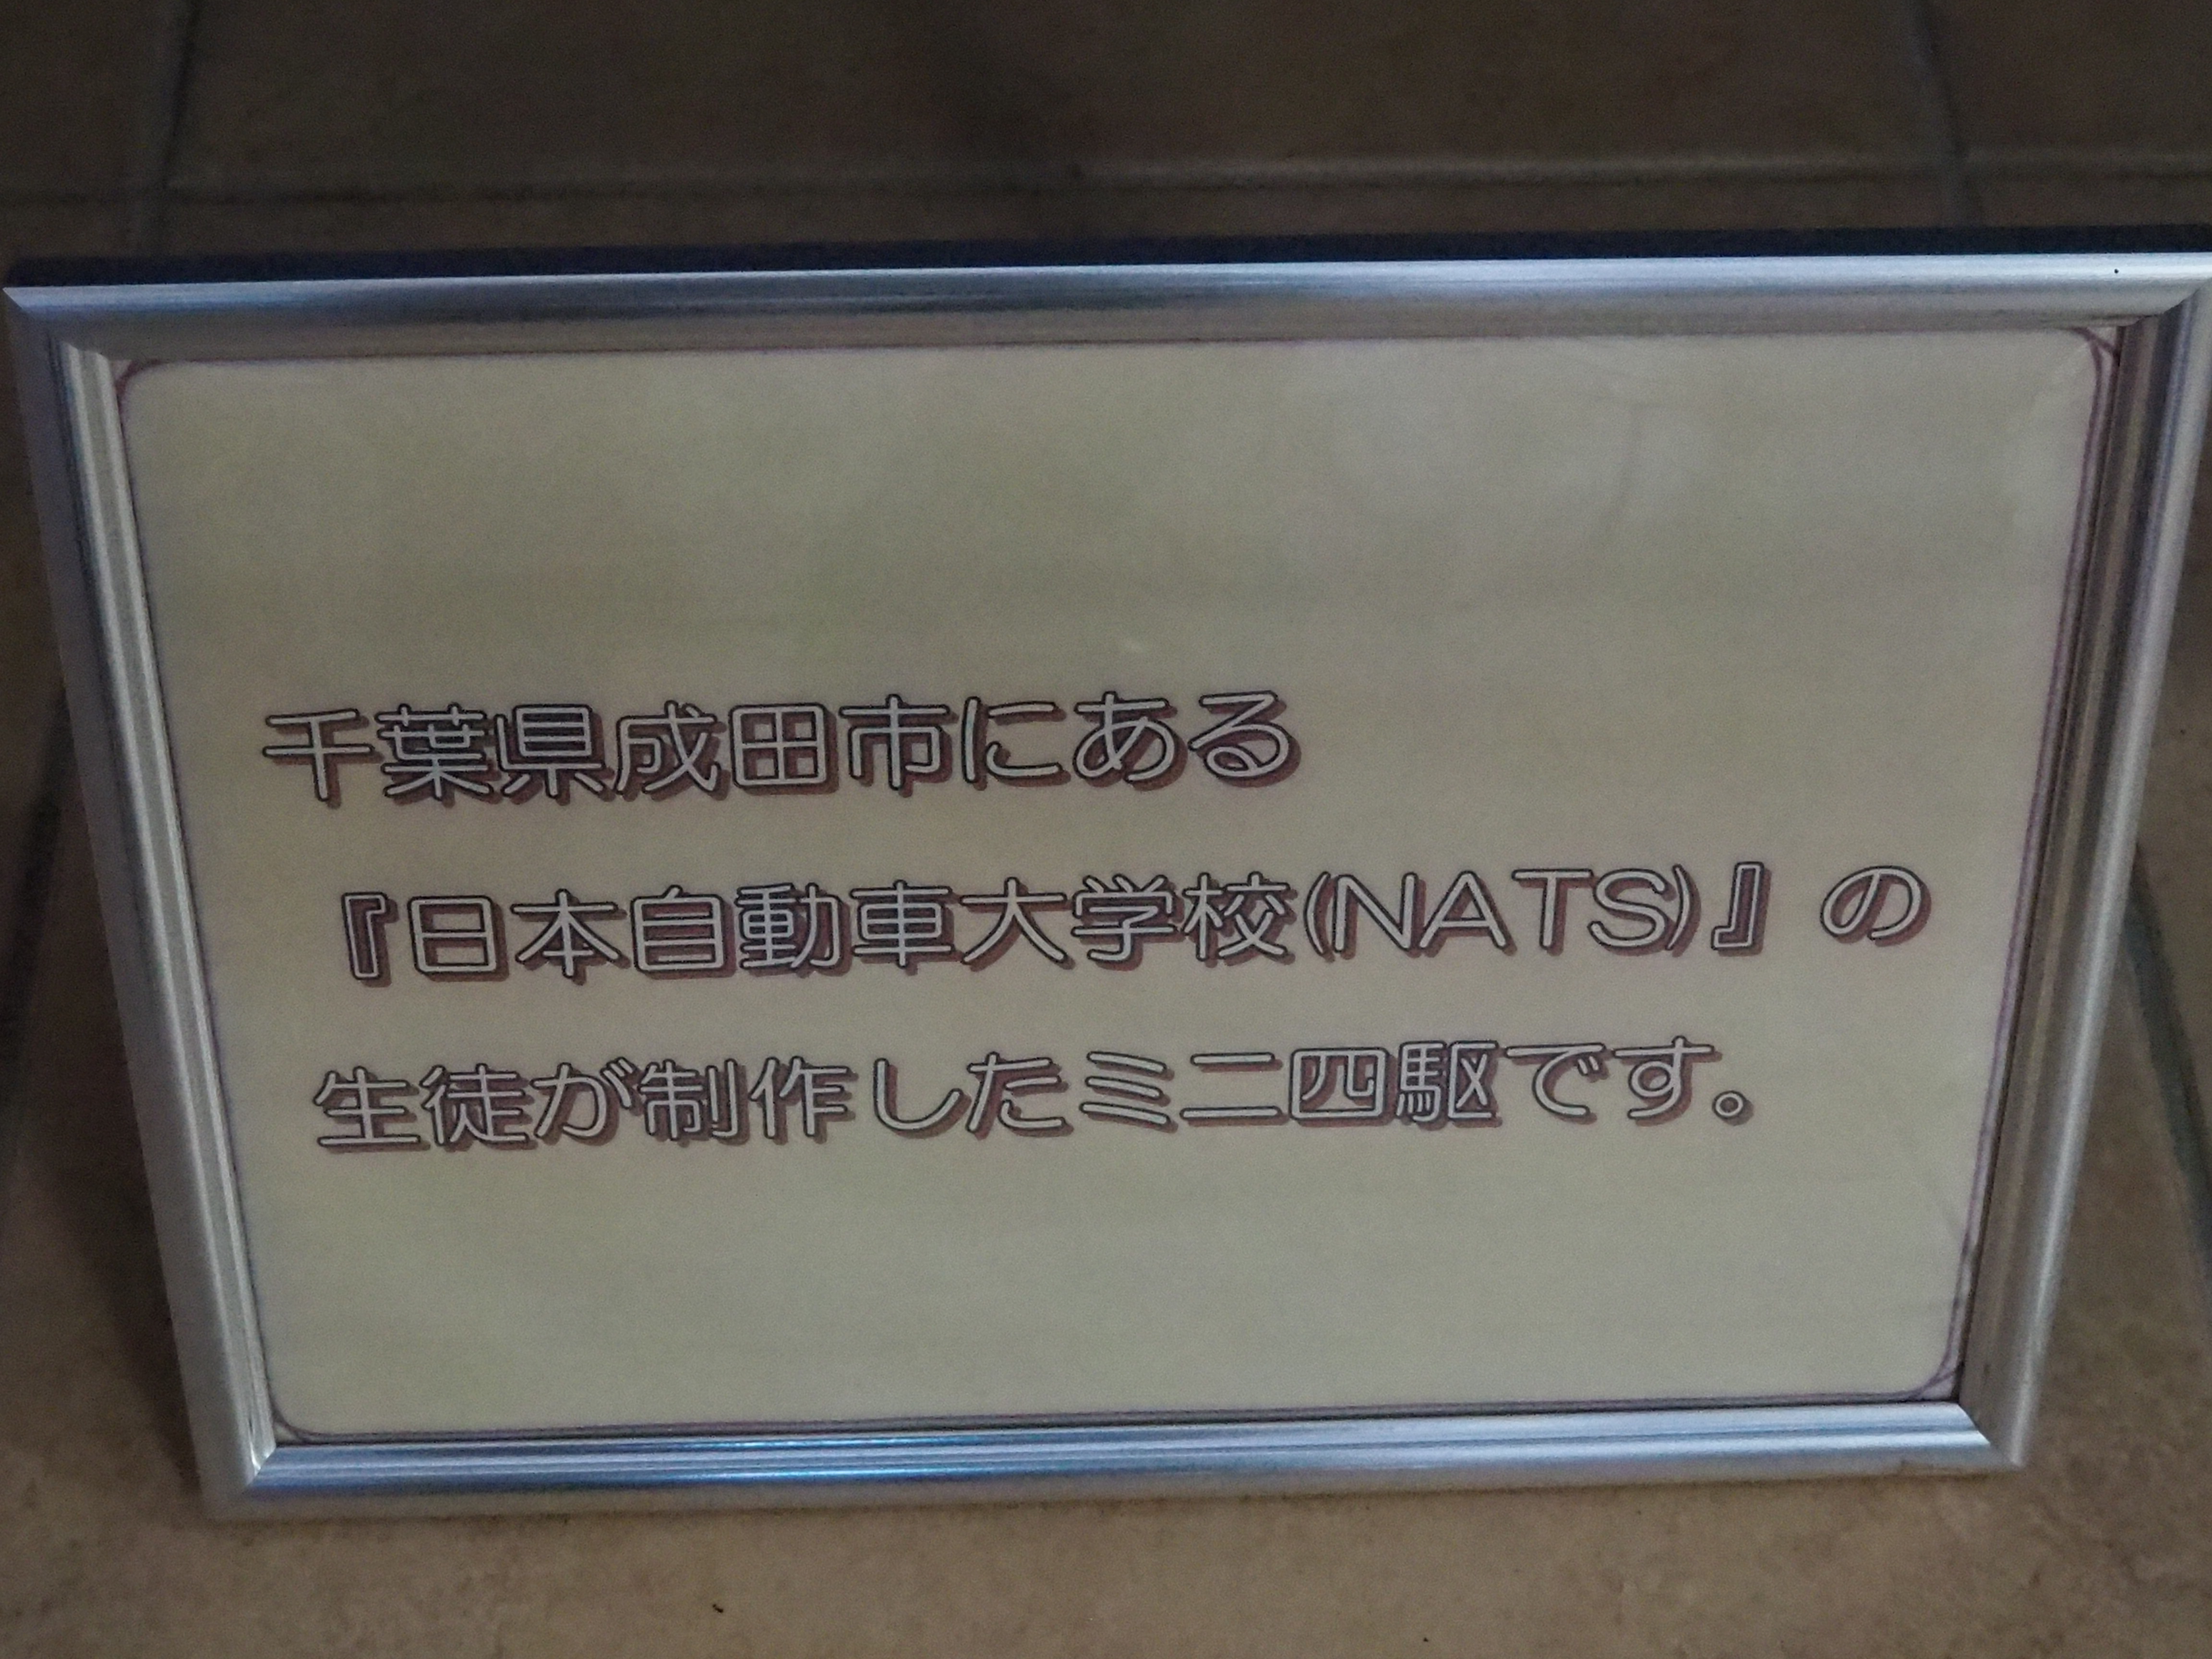 千葉県成田市にある
『日本自動車大学校(NATS)』の
生徒が制作したミニ四駆です。